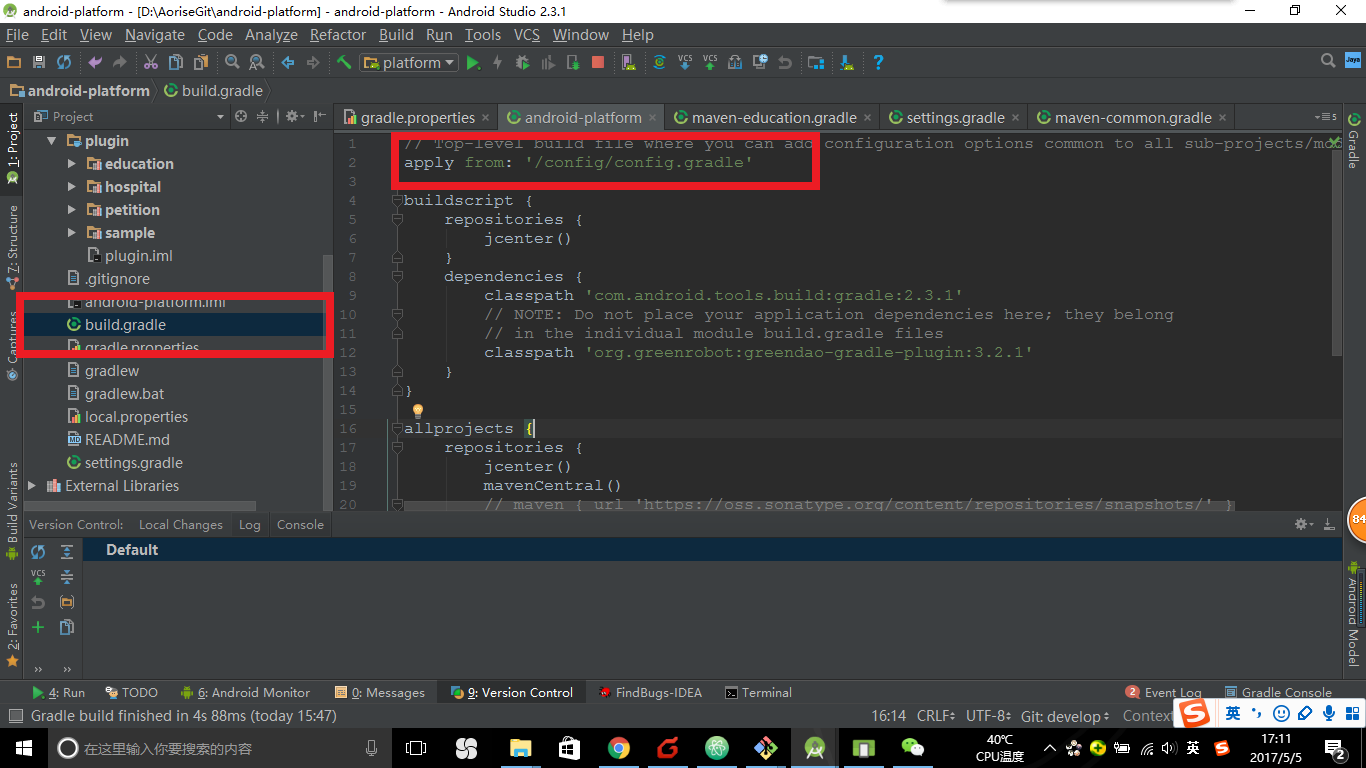 android-platform - [D:\AoriseGit\android-platform] - android-platform - Android Studio 2.3.1
File Edit View Navigate Code Analyze Refactor Build Run Tools VCS Window Help
platform
VCS VCS
Jaya
android-platform build.gradle
Project
gradle.properties android-platform maven-education.gradle settings.gradle maven-common.gradle
5
1: Project
7: Structure
Captures
Build Variants
2: Favorites
plugin
education
hospital
petition
sample
plugin.iml
.gitignore
android-platform.iml
build.gradle
gradle.properties
gradlew
gradlew.bat
local.properties
README.md
settings.gradle
External Libraries
1 // Top-level build file where you can add configuration options common to all sub-projects/mod
2 apply from: '/config/config.gradle'
3
4 buildscript {
5 repositories {
6 jcenter()
7 }
8 dependencies {
9 classpath 'com.android.tools.build:gradle:2.3.1'
10 // NOTE: Do not place your application dependencies here; they belong
11 // in the individual module build.gradle files
12 classpath 'org.greenrobot:greendao-gradle-plugin:3.2.1'
13 }
14 }
15
16 allprojects {
17 repositories {
18 jcenter()
19 mavenCentral()
20 // maven { url 'https://oss.sonatype.org/content/repositories/snapshots/' }
Gradle
Android Model
84
Version Control: Local Changes Log Console
Default
VCS
4: Run TODO 6: Android Monitor 0: Messages 9: Version Control FindBugs-IDEA Terminal 2 Event Log Gradle Console
Gradle build finished in 4s 88ms (today 15:47) 16:14 CRLF UTF-8 Git: develop Context
S 英
在这里输入你要搜索的内容
40℃
CPU温度
英
17:11
2017/5/5
2